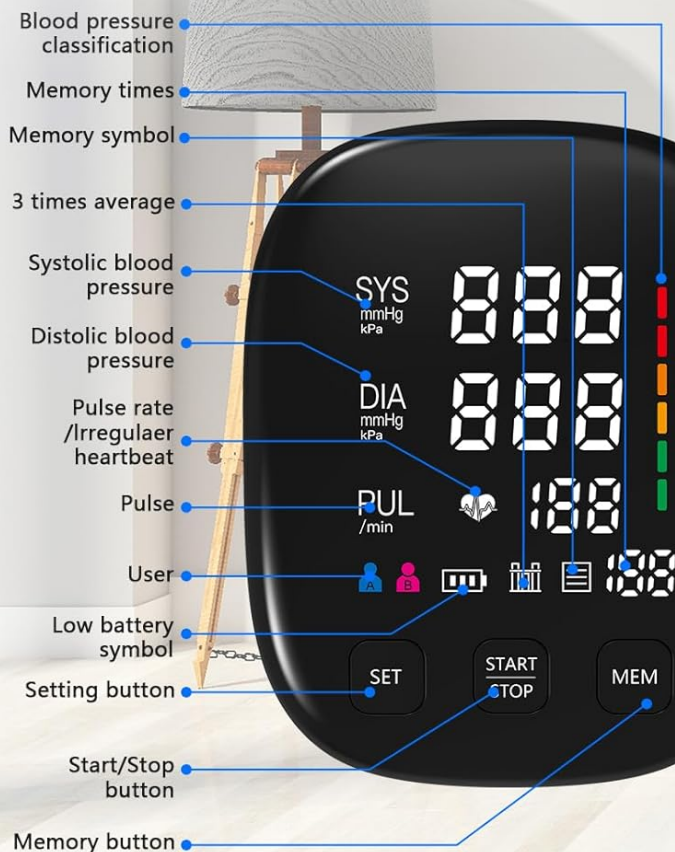 Blood pressure
classification
Memory times
Memory symbol
3 times average
Systolic blood
pressure
Distolic blood
pressure
Pulse rate
/Irregulaer
heartbeat
Pulse
User
Low battery
symbol
Setting button
Start/Stop
button
Memory button
SYS
mmHg
kPa
888
DIA
mmHg
kPa
888
PUL
/min
188
A
B
188
SET
START
STOP
MEM